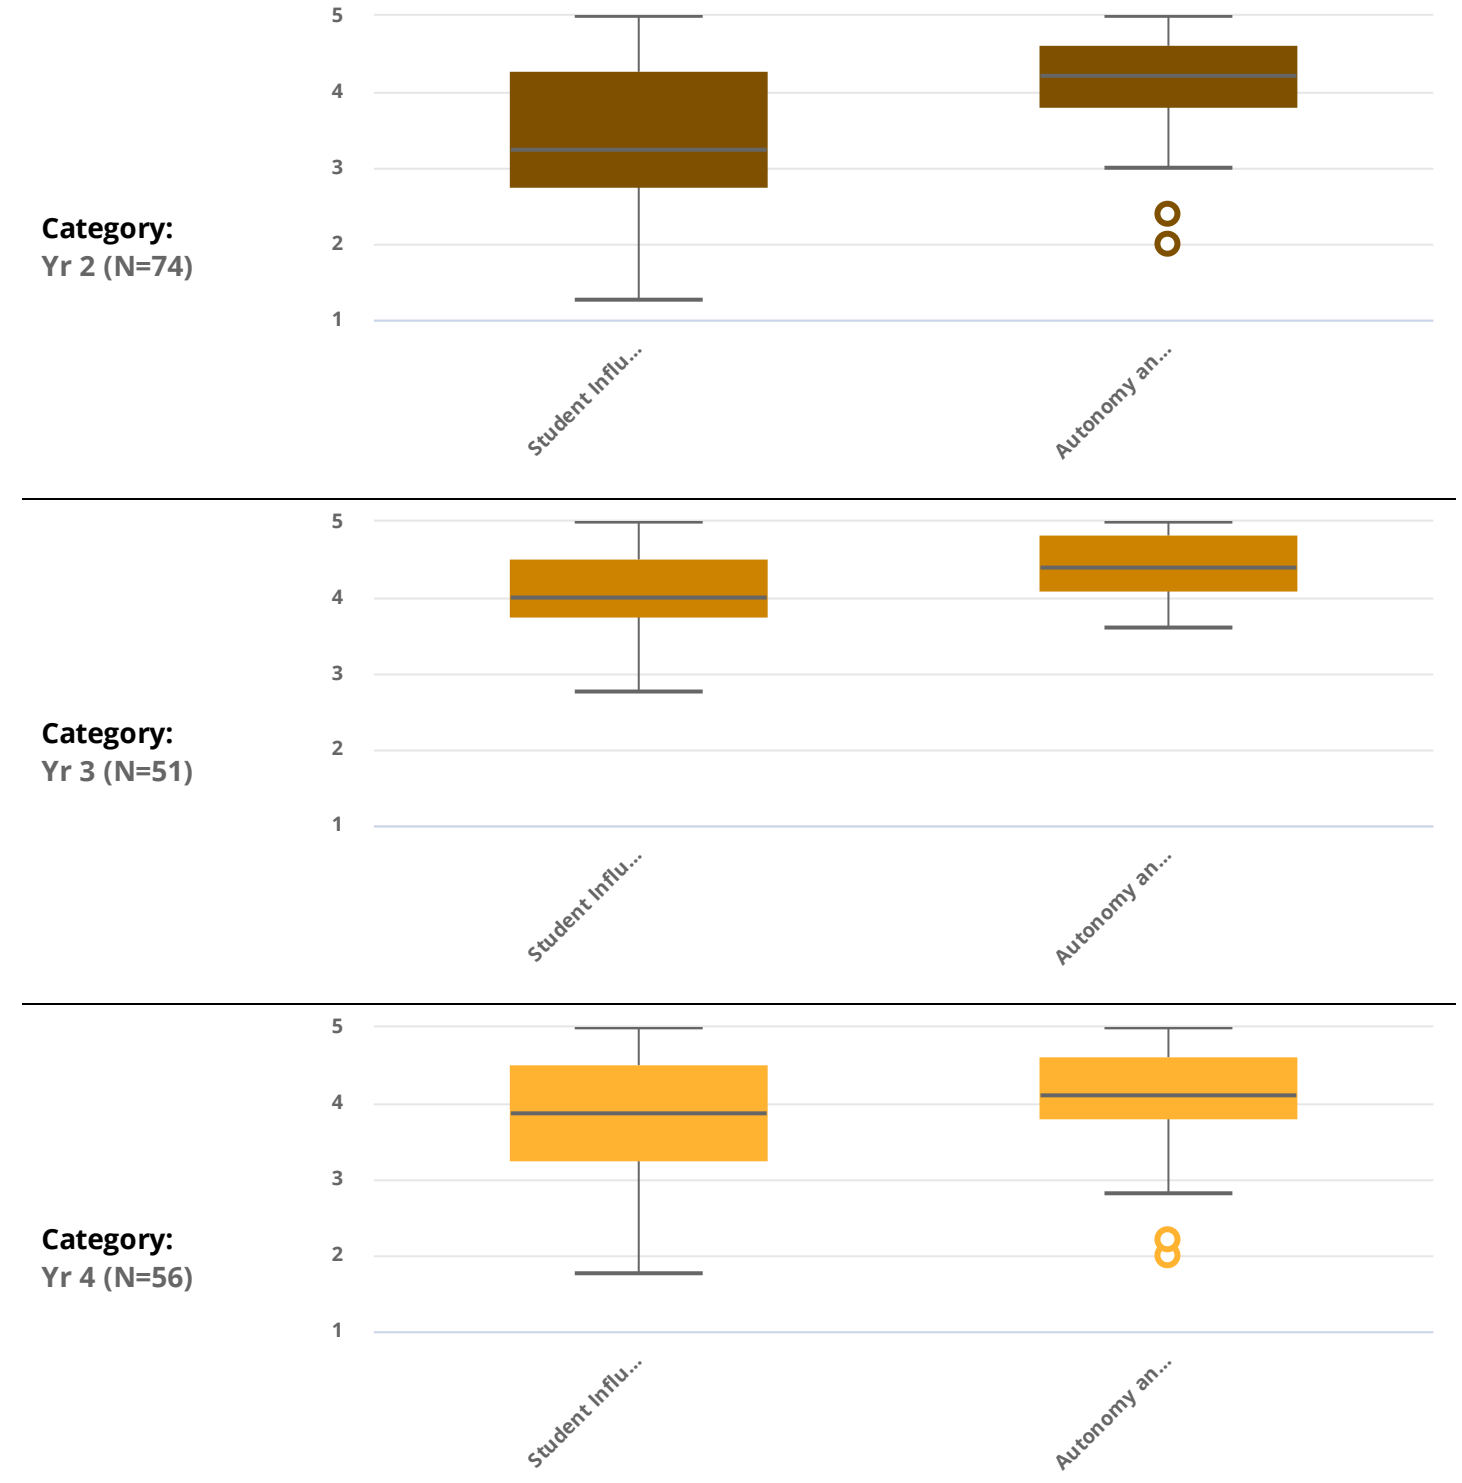 5
4
3
2
1
Category:
Yr 2 (N=74)
Student Influ...
Autonomy an...
5
4
3
2
1
Category:
Yr 3 (N=51)
Student Influ...
Autonomy an...
5
4
3
2
1
Category:
Yr 4 (N=56)
Student Influ...
Autonomy an...